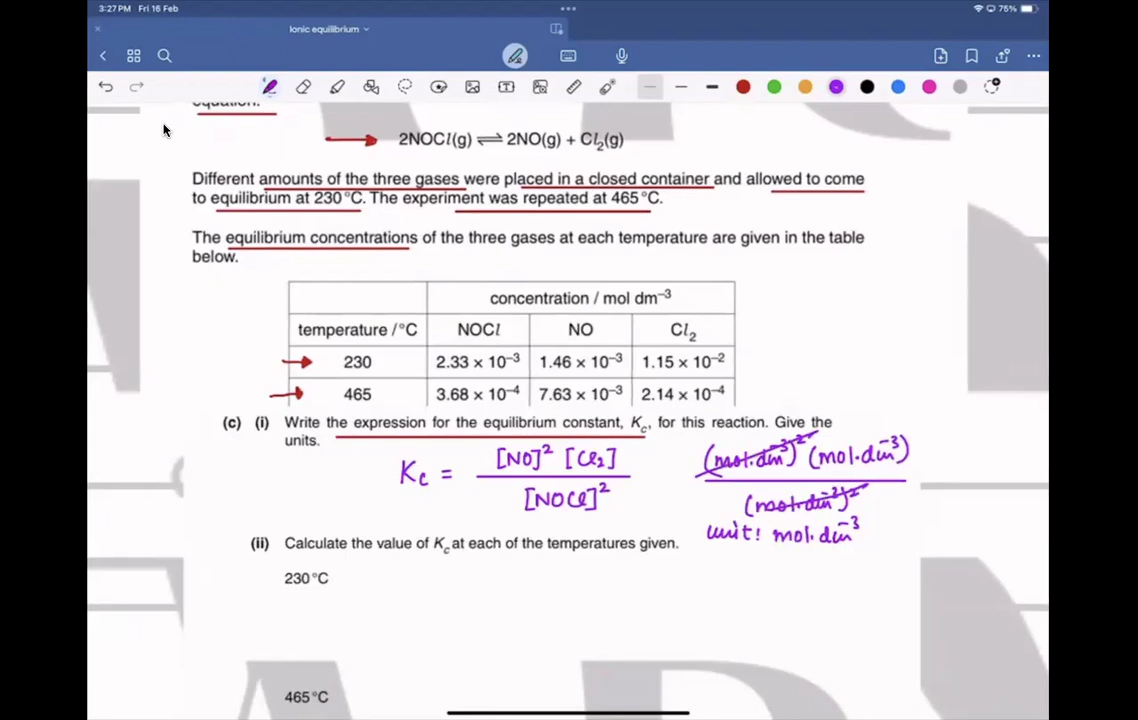 3:27 PM Fri 16 Feb
75%
Ionic equilibrium
equation.
2NOCl(g) ⇌ 2NO(g) + Cl₂(g)
Different amounts of the three gases were placed in a closed container and allowed to come
to equilibrium at 230 °C. The experiment was repeated at 465 °C.
The equilibrium concentrations of the three gases at each temperature are given in the table
below.
concentration / mol dm⁻³
temperature / °C NOCl NO Cl₂
230 2.33 × 10⁻³ 1.46 × 10⁻³ 1.15 × 10⁻²
465 3.68 × 10⁻⁴ 7.63 × 10⁻³ 2.14 × 10⁻⁴
(c) (i) Write the expression for the equilibrium constant, Kc, for this reaction. Give the
units.
Kc = [NO]² [Cl₂] / [NOCl]²
(mol·dm⁻³)² (mol·dm⁻³)
(mol·dm⁻³)²
unit: mol·dm⁻³
(ii) Calculate the value of Kc at each of the temperatures given.
230 °C
465 °C